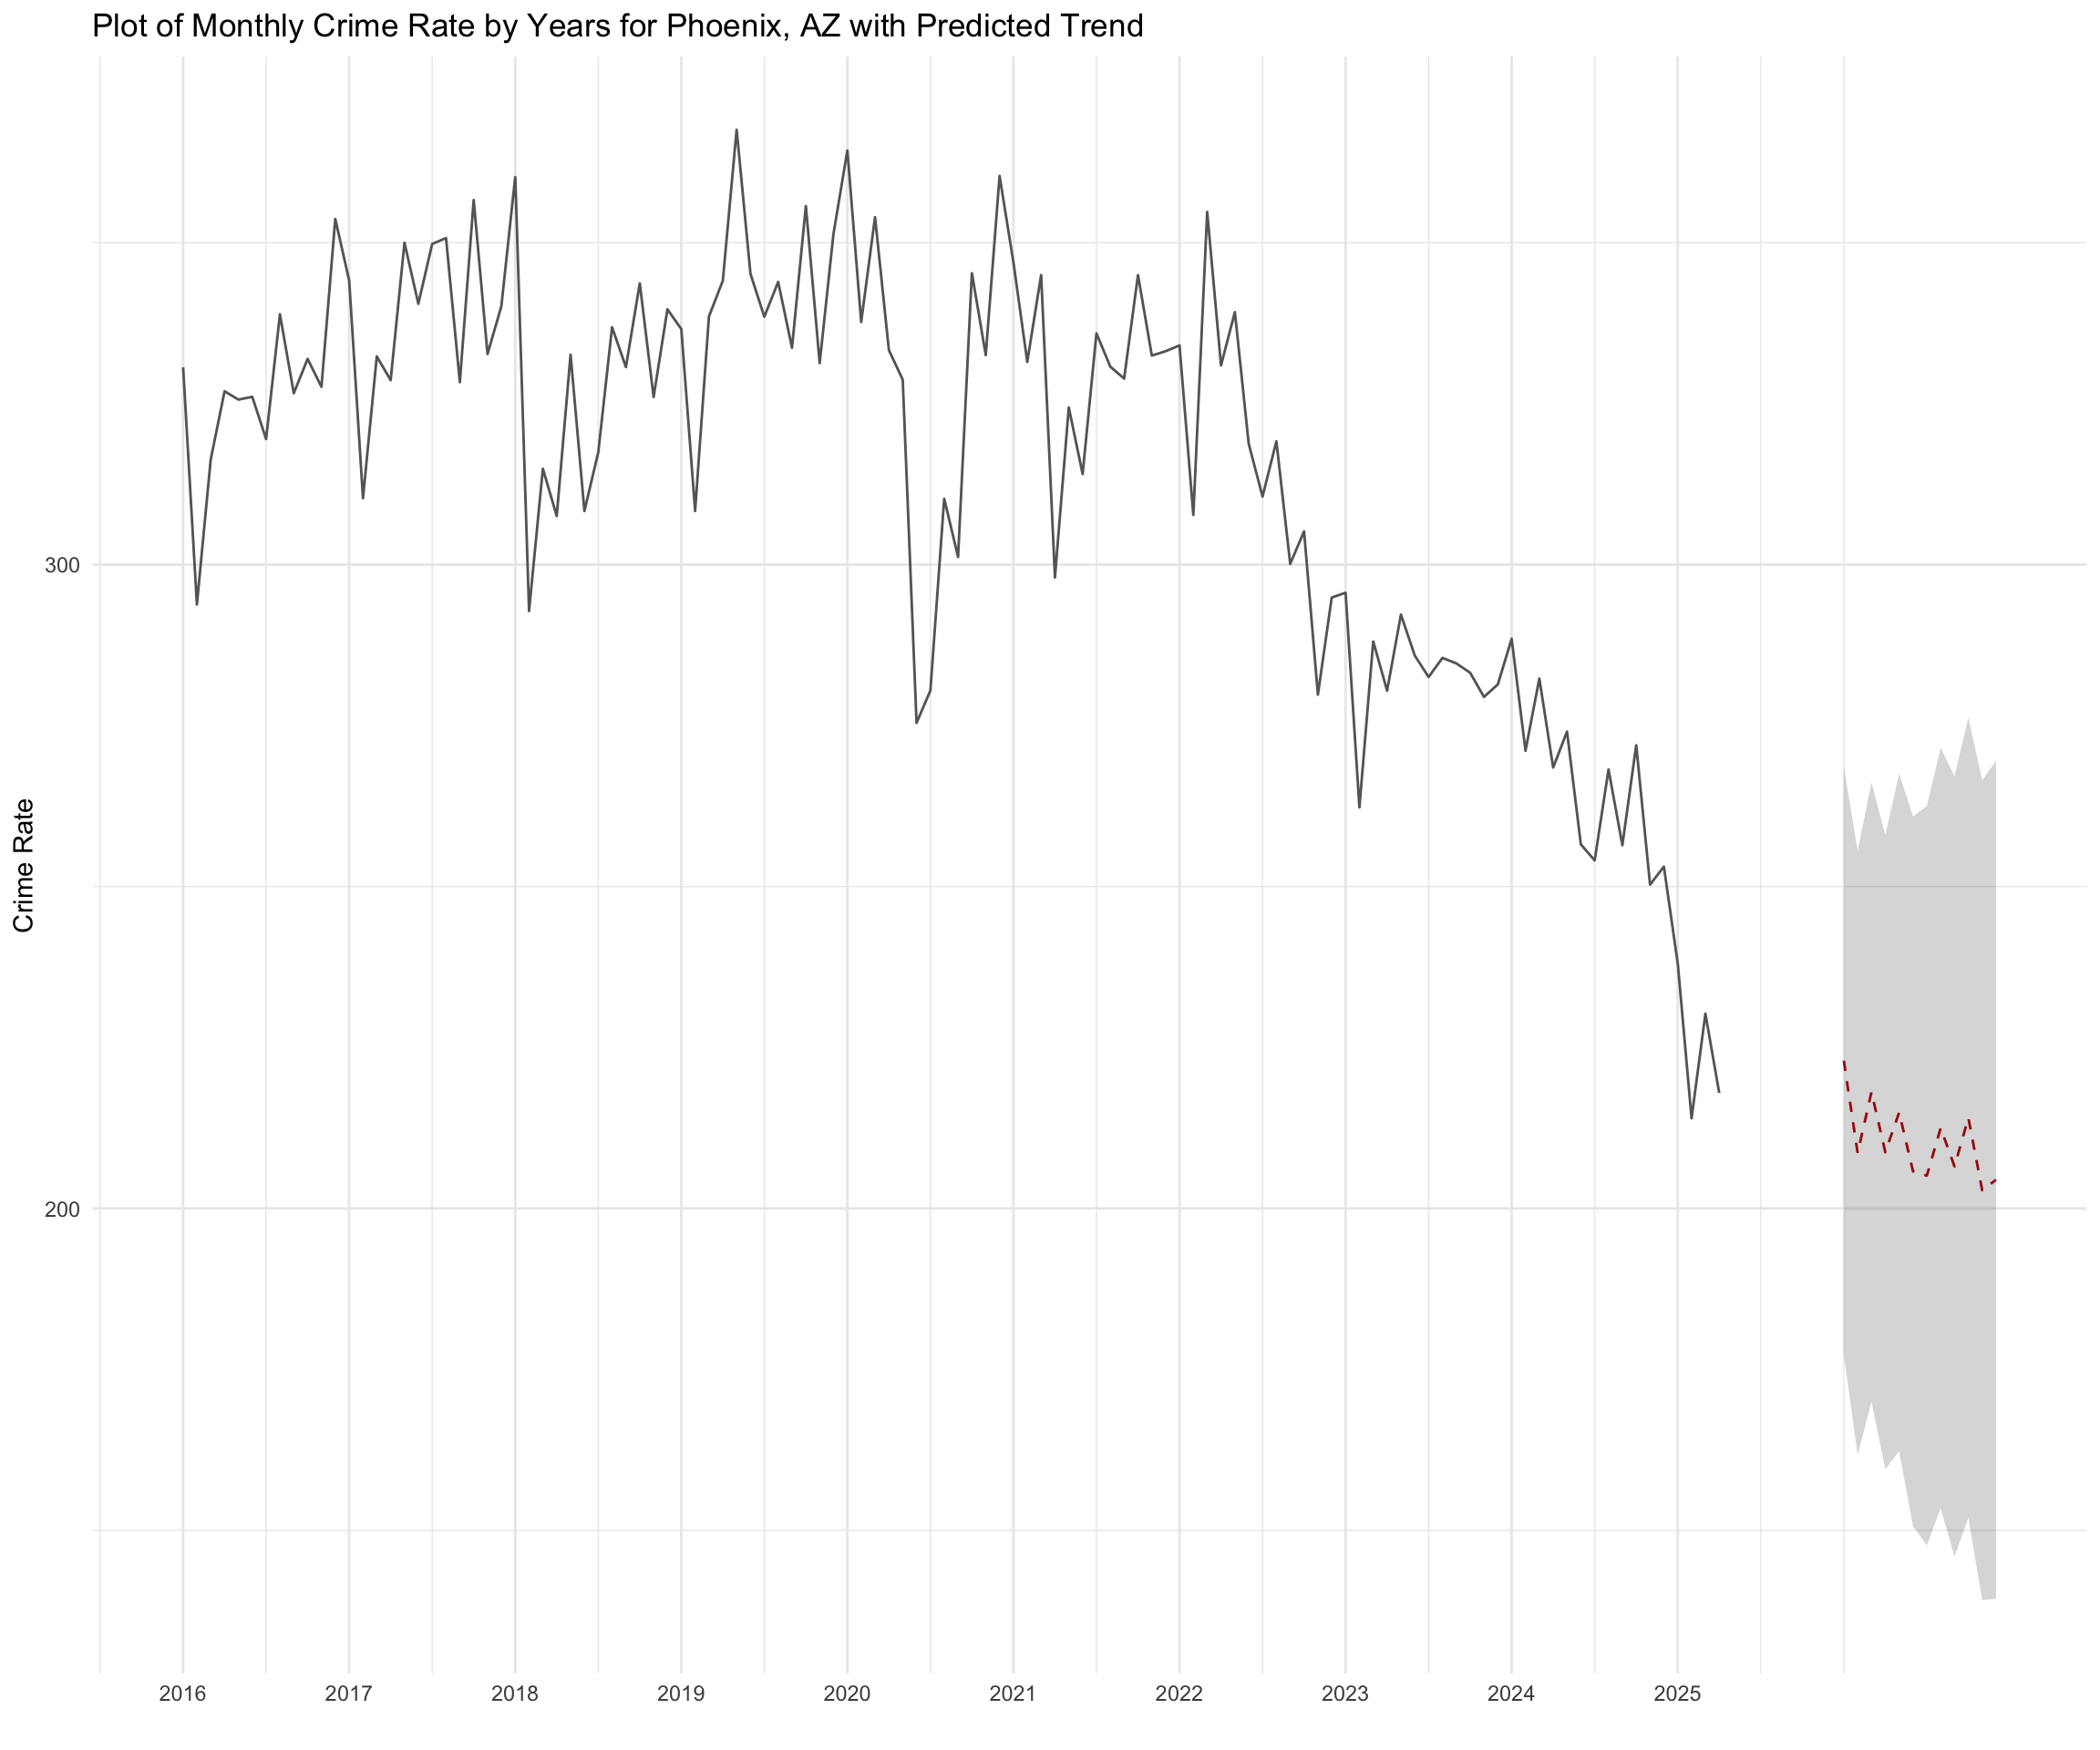 Plot of Monthly Crime Rate by Years for Phoenix, AZ with Predicted Trend
300
200
Crime Rate
2016 2017 2018 2019 2020 2021 2022 2023 2024 2025